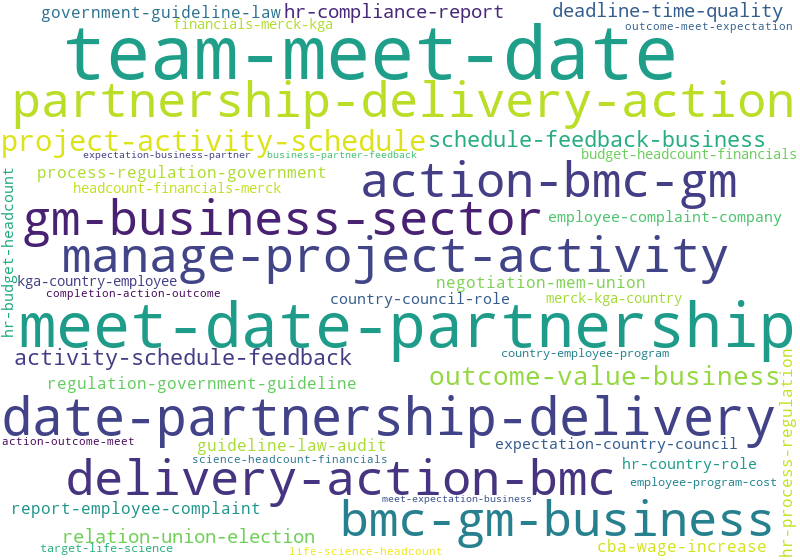 government-guideline-law
hr-compliance-report
deadline-time-quality
financials-merck-kga
outcome-meet-expectation
team-meet-date
partnership-delivery-action
project-activity-schedule
schedule-feedback-business
expectation-business-partner
business-partner-feedback
budget-headcount-financials
process-regulation-government
action-bmc-gm
headcount-financials-merck
hr-budget-headcount
gm-business-sector
employee-complaint-company
manage-project-activity
kga-country-employee
negotiation-mem-union
completion-action-outcome
country-council-role
merck-kga-country
meet-date-partnership
activity-schedule-feedback
country-employee-program
regulation-government-guideline
outcome-value-business
hr-process-regulation
date-partnership-delivery
action-outcome-meet
guideline-law-audit
expectation-country-council
science-headcount-financials
delivery-action-bmc
hr-country-role
employee-program-cost
meet-expectation-business
report-employee-complaint
bmc-gm-business
relation-union-election
target-life-science
life-science-headcount
cba-wage-increase